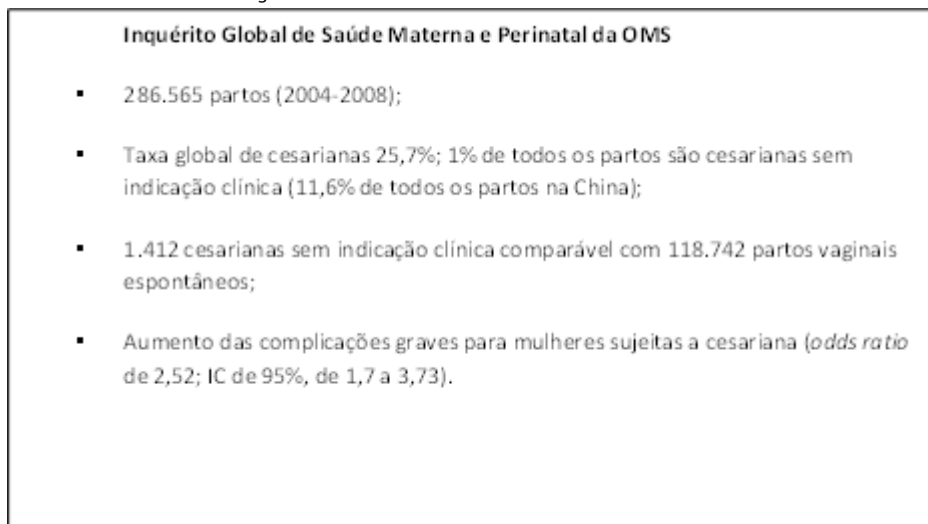 Inquérito Global de Saúde Materna e Perinatal da OMS
▪ 286.565 partos (2004-2008);
▪ Taxa global de cesarianas 25,7%; 1% de todos os partos são cesarianas sem
indicação clínica (11,6% de todos os partos na China);
▪ 1.412 cesarianas sem indicação clínica comparável com 118.742 partos vaginais
espontâneos;
▪ Aumento das complicações graves para mulheres sujeitas a cesariana (odds ratio
de 2,52; IC de 95%, de 1,7 a 3,73).